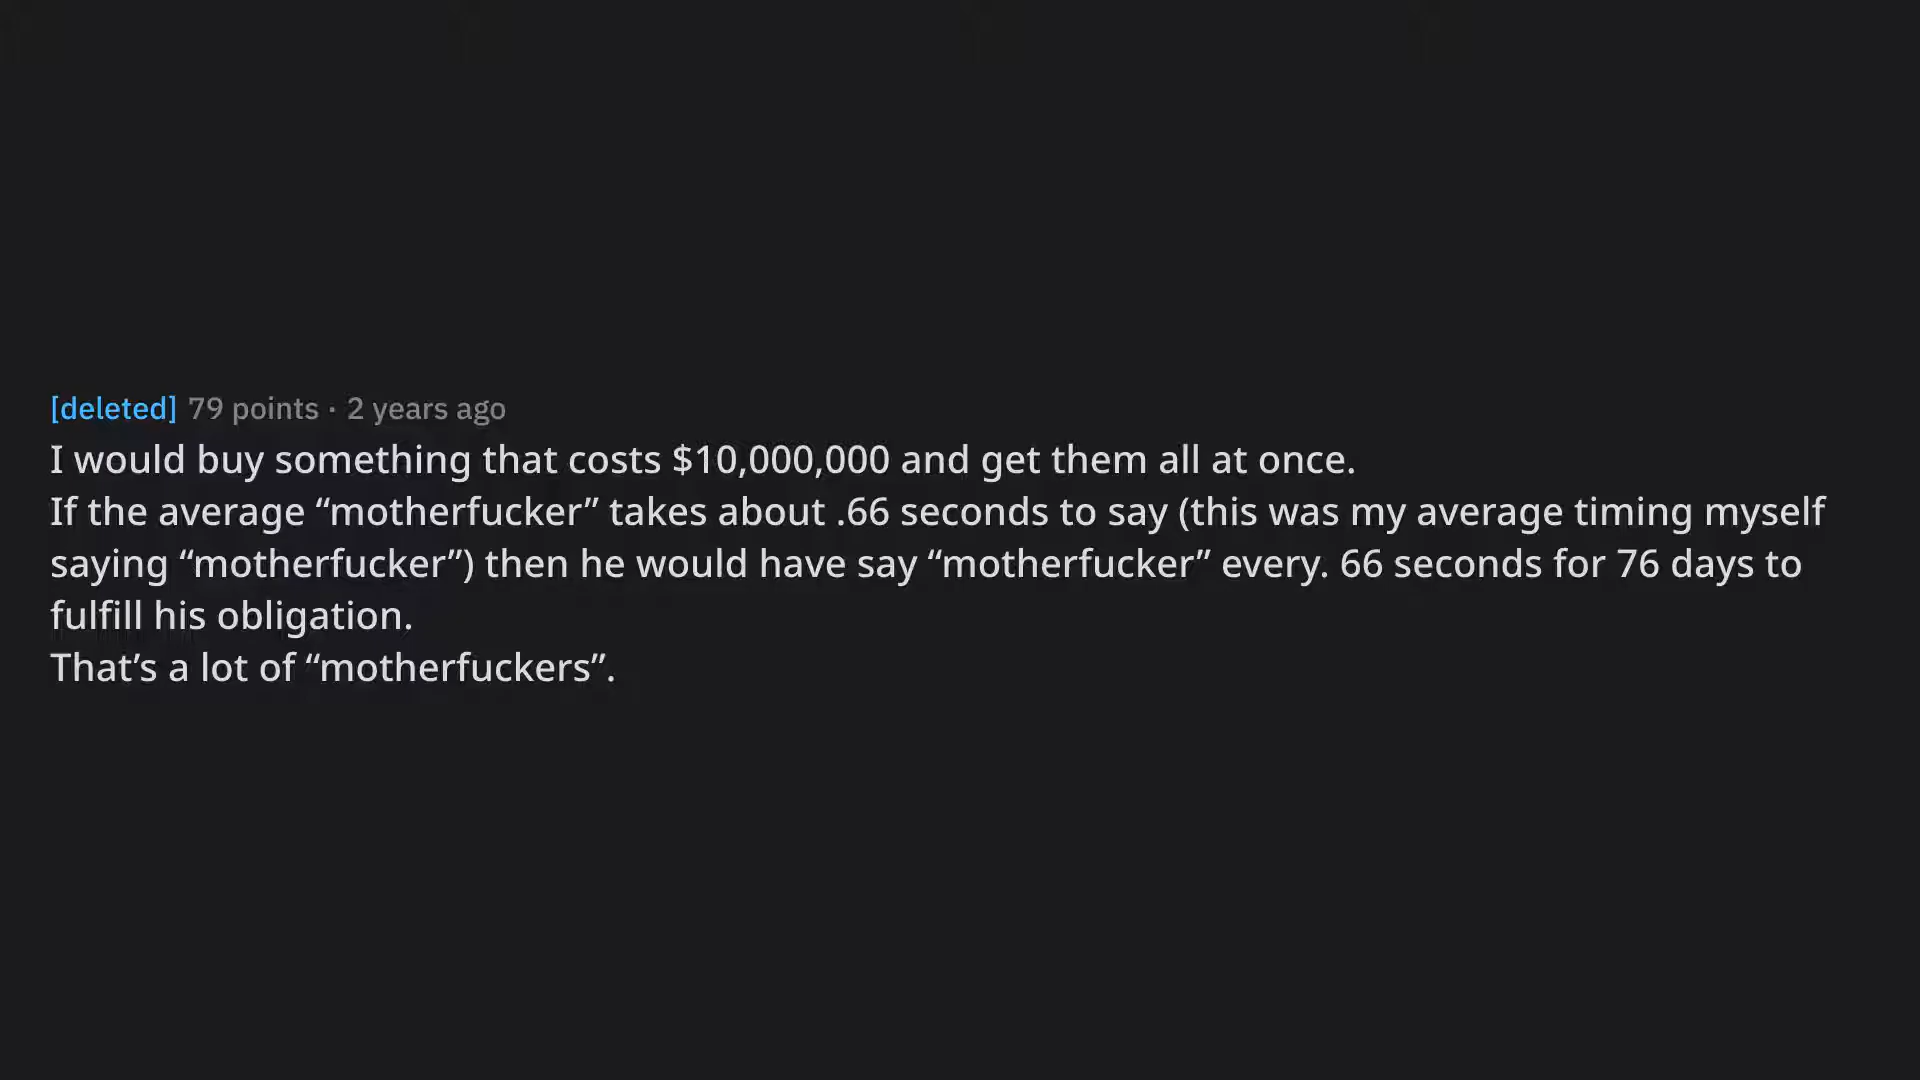 [deleted] 79 points · 2 years ago
I would buy something that costs $10,000,000 and get them all at once.
If the average “motherfucker” takes about .66 seconds to say (this was my average timing myself
saying “motherfucker”) then he would have say “motherfucker” every. 66 seconds for 76 days to
fulfill his obligation.
That’s a lot of “motherfuckers”.